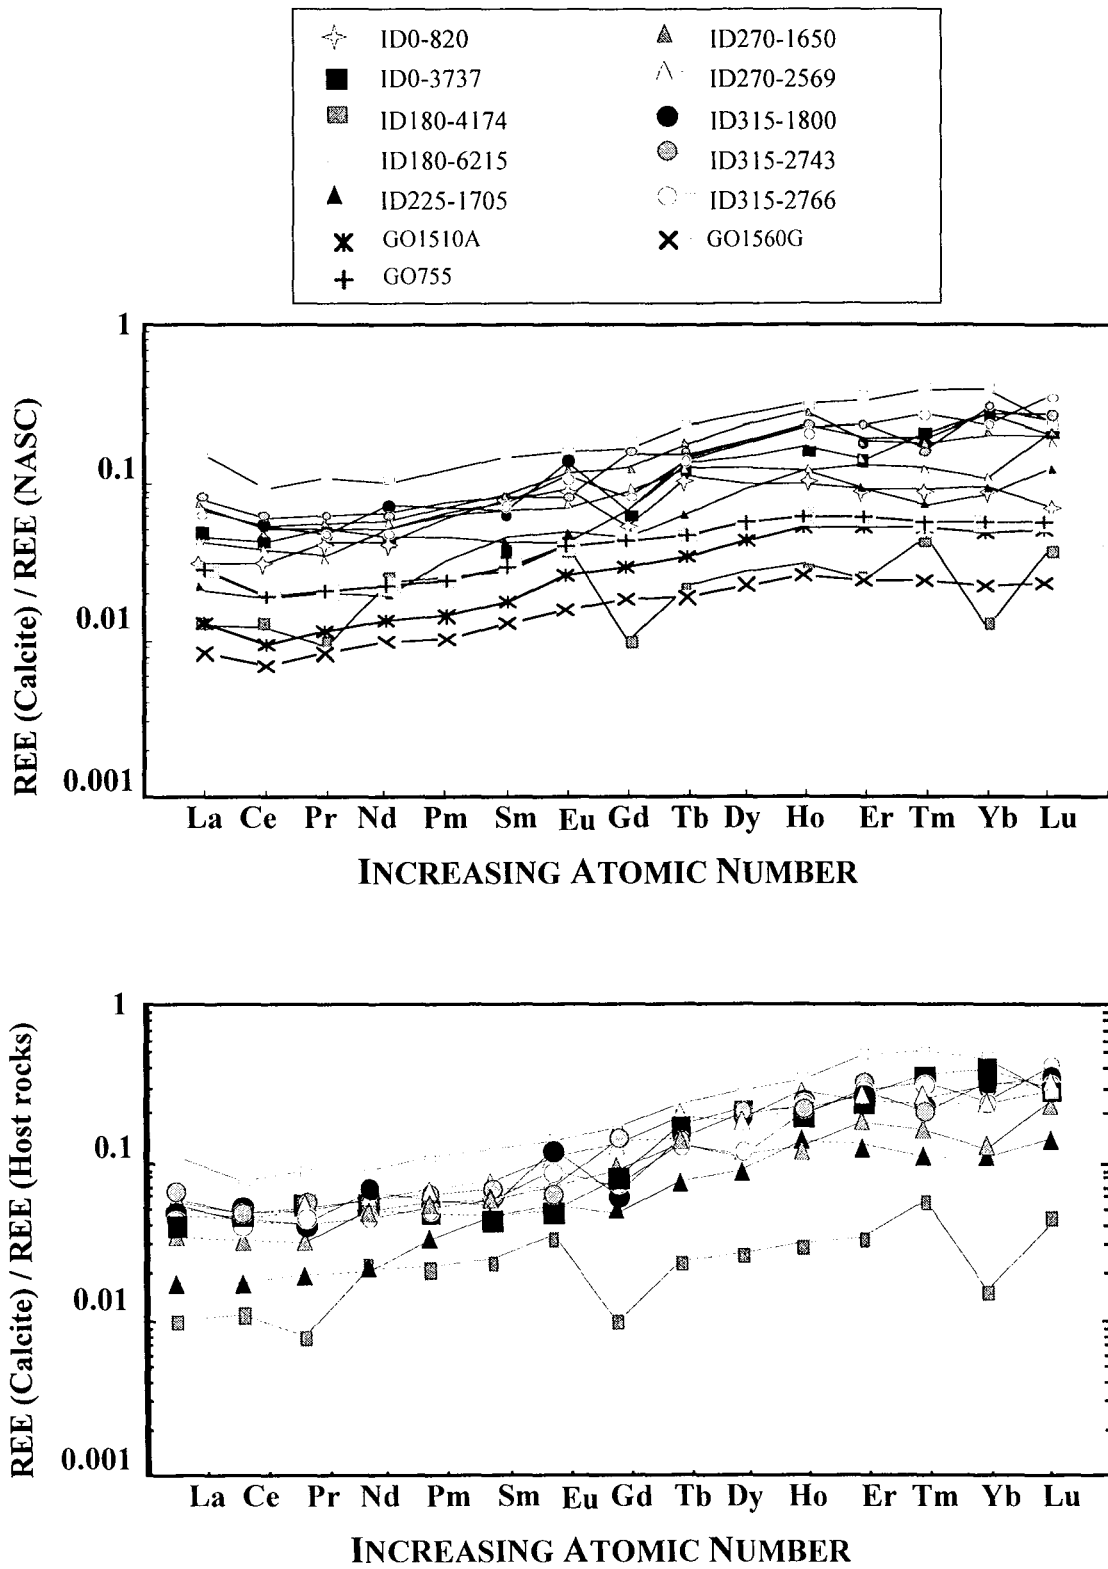 ID0-820 ID270-1650
ID0-3737 ID270-2569
ID180-4174 ID315-1800
ID180-6215 ID315-2743
ID225-1705 ID315-2766
GO1510A GO1560G
GO755
REE (Calcite) / REE (NASC)
1
0.1
0.01
0.001
La Ce Pr Nd Pm Sm Eu Gd Tb Dy Ho Er Tm Yb Lu
INCREASING ATOMIC NUMBER
REE (Calcite) / REE (Host rocks)
1
0.1
0.01
0.001
La Ce Pr Nd Pm Sm Eu Gd Tb Dy Ho Er Tm Yb Lu
INCREASING ATOMIC NUMBER